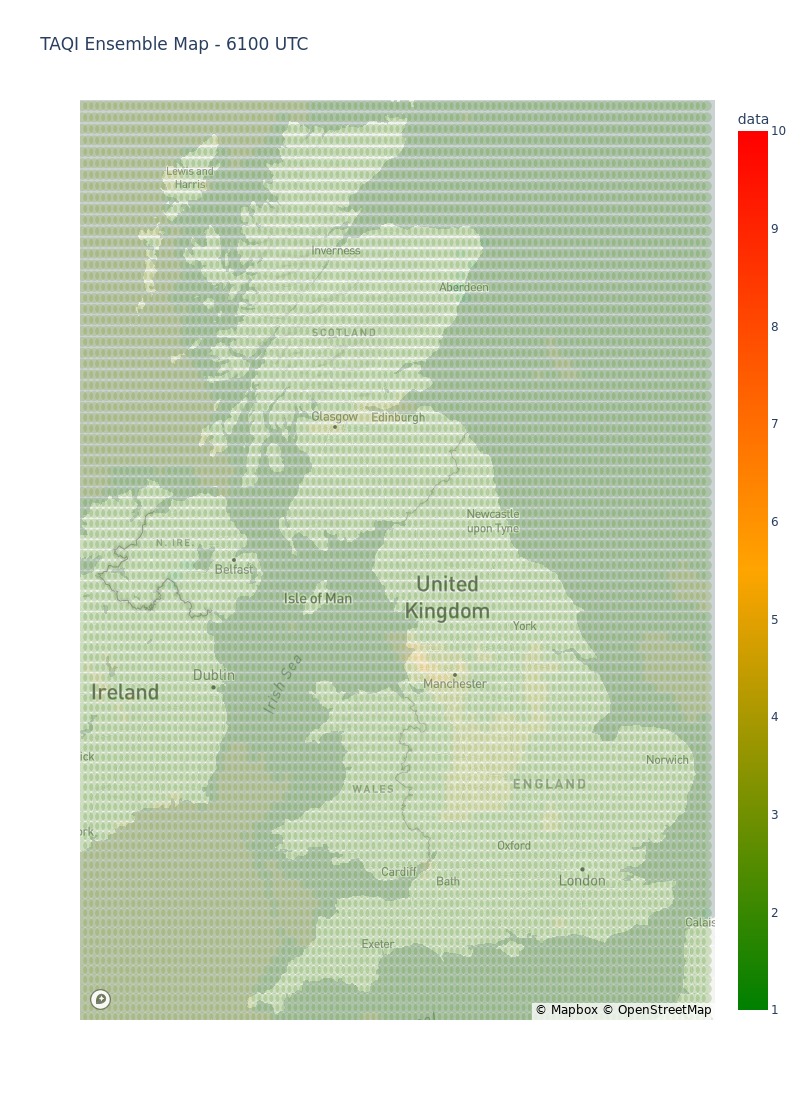 TAQI Ensemble Map - 6100 UTC
data
10
9
8
7
6
5
4
3
2
1
Lewis and
Harris
Inverness
Aberdeen
SCOTLAND
Glasgow
Edinburgh
Newcastle
upon Tyne
N. IRE.
Belfast
Isle of Man
United
Kingdom
York
Irish Sea
Dublin
Manchester
Ireland
ick
Norwich
WALES
ENGLAND
rk
Oxford
Cardiff
Bath
London
Calais
Exeter
© Mapbox © OpenStreetMap